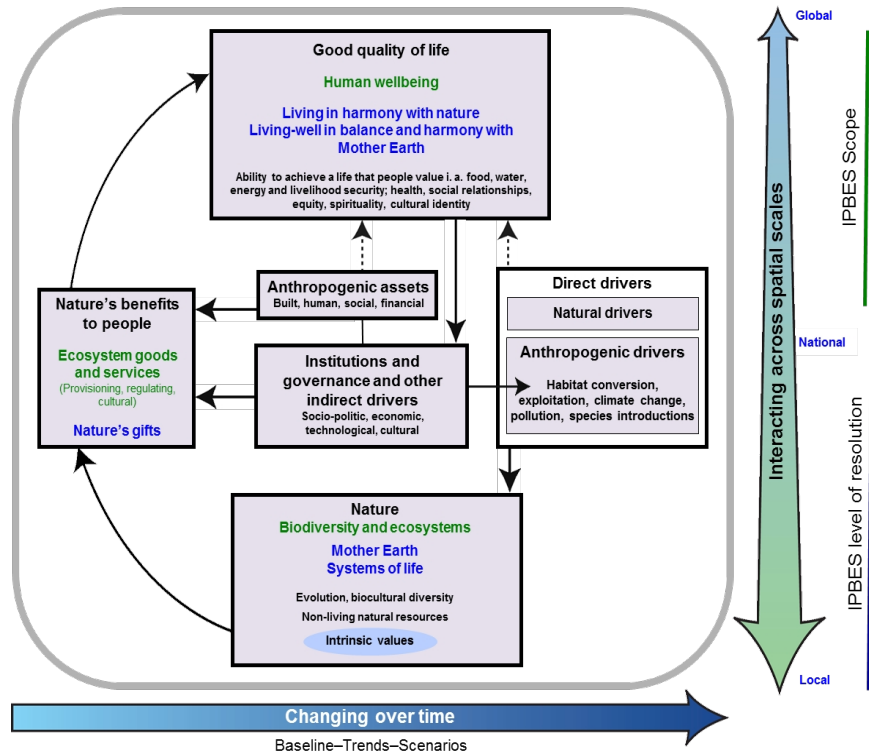 Good quality of life
Human wellbeing
Living in harmony with nature
Living-well in balance and harmony with
Mother Earth
Ability to achieve a life that people value i. a. food, water,
energy and livelihood security; health, social relationships,
equity, spirituality, cultural identity
Anthropogenic assets
Built, human, social, financial
Nature's benefits
to people
Ecosystem goods
and services
(Provisioning, regulating,
cultural)
Nature's gifts
Institutions and
governance and other
indirect drivers
Socio-politic, economic,
technological, cultural
Direct drivers
Natural drivers
Anthropogenic drivers
Habitat conversion,
exploitation, climate change,
pollution, species introductions
Nature
Biodiversity and ecosystems
Mother Earth
Systems of life
Evolution, biocultural diversity
Non-living natural resources
Intrinsic values
Changing over time
Baseline–Trends–Scenarios
Global
Interacting across spatial scales
National
Local
IPBES Scope
IPBES level of resolution